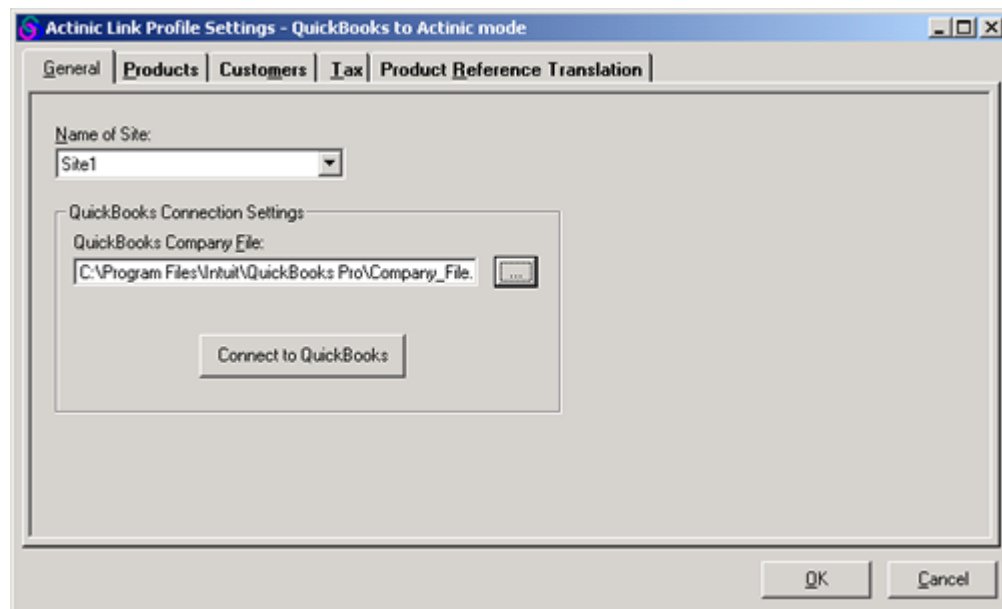 Actinic Link Profile Settings - QuickBooks to Actinic mode
General Products Customers Tax Product Reference Translation
Name of Site:
Site1
QuickBooks Connection Settings
QuickBooks Company File:
C:\Program Files\Intuit\QuickBooks Pro\Company_File.
...
Connect to QuickBooks
OK Cancel